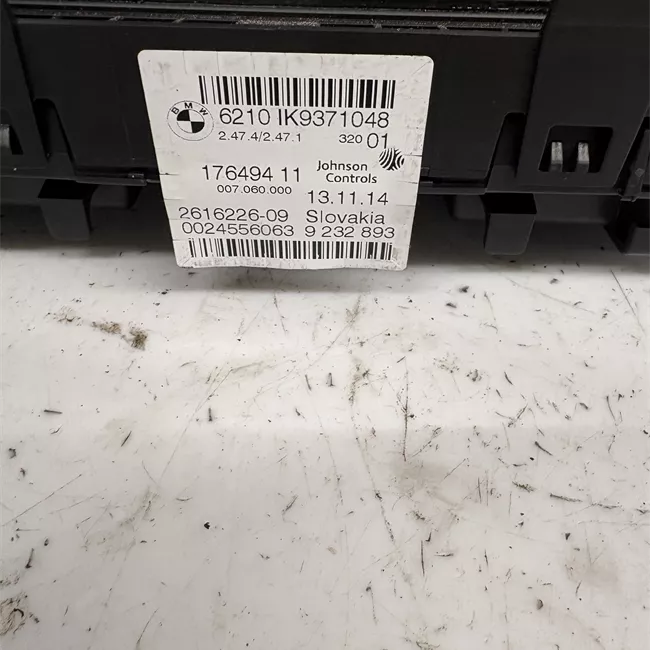 BMW
6210 IK9371048
2.47.4/2.47.1 320 01
Johnson
Controls
176494 11
007.060.000
13.11.14
2616226-09 Slovakia
0024556063 9 232 893